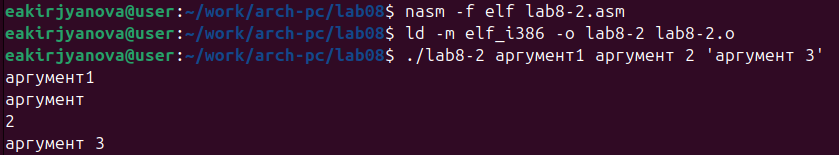 eakirjyanova@user:~/work/arch-pc/lab08$ nasm -f elf lab8-2.asm
eakirjyanova@user:~/work/arch-pc/lab08$ ld -m elf_i386 -o lab8-2 lab8-2.o
eakirjyanova@user:~/work/arch-pc/lab08$ ./lab8-2 аргумент1 аргумент 2 'аргумент 3'
аргумент1
аргумент
2
аргумент 3